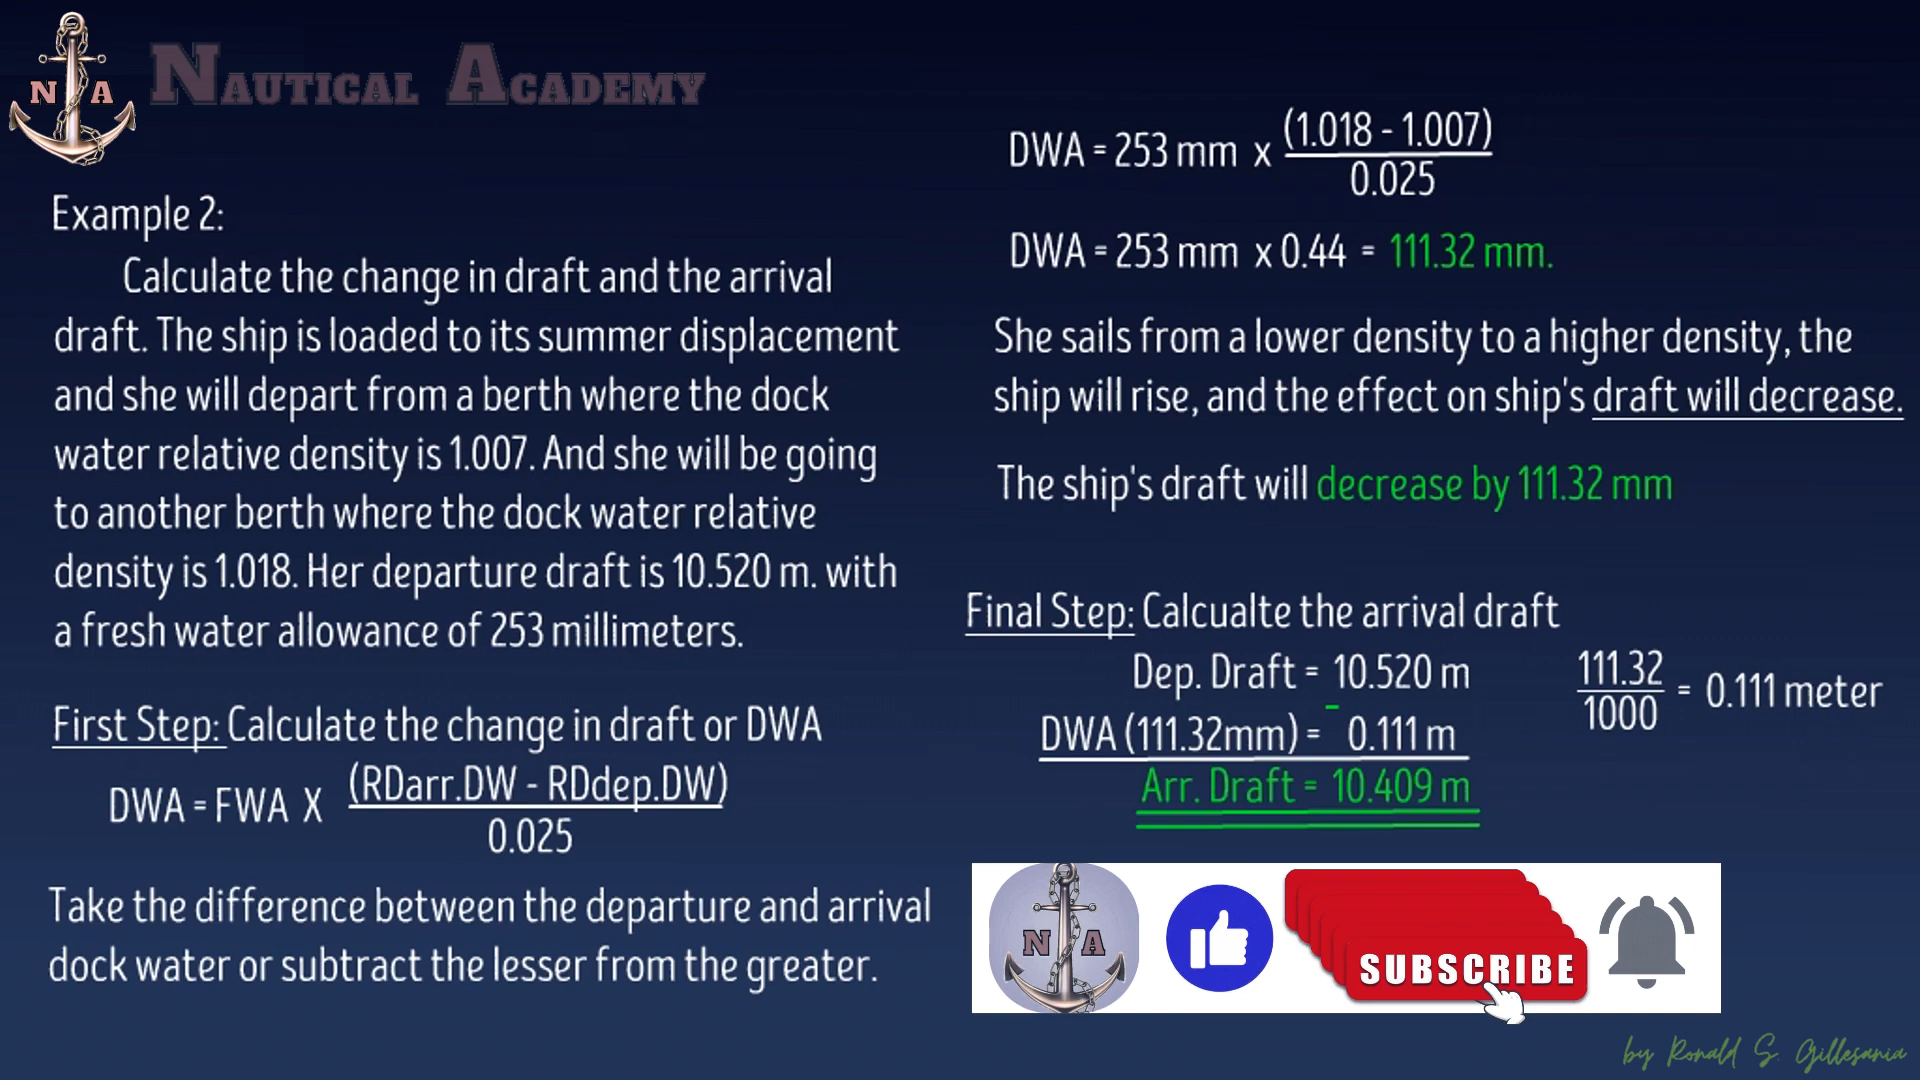 N A
NAUTICAL ACADEMY
Example 2:
Calculate the change in draft and the arrival
draft. The ship is loaded to its summer displacement
and she will depart from a berth where the dock
water relative density is 1.007. And she will be going
to another berth where the dock water relative
density is 1.018. Her departure draft is 10.520 m. with
a fresh water allowance of 253 millimeters.
First Step: Calculate the change in draft or DWA
DWA = FWA X (RDarr.DW - RDdep.DW)
0.025
Take the difference between the departure and arrival
dock water or subtract the lesser from the greater.
DWA = 253 mm x (1.018 - 1.007)
0.025
DWA = 253 mm x 0.44 = 111.32 mm.
She sails from a lower density to a higher density, the
ship will rise, and the effect on ship's draft will decrease.
The ship's draft will decrease by 111.32 mm
Final Step: Calcualte the arrival draft
Dep. Draft = 10.520 m
-
DWA (111.32mm) = 0.111 m
Arr. Draft = 10.409 m
111.32
1000
= 0.111 meter
N A
SUBSCRIBE
by Ronald S. Gillesania